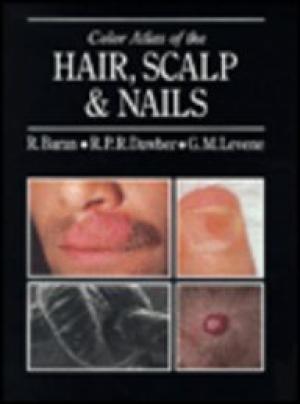 Color Atlas of the
HAIR, SCALP
& NAILS
R. Baran • R.P.R. Dawber • G.M. Levene